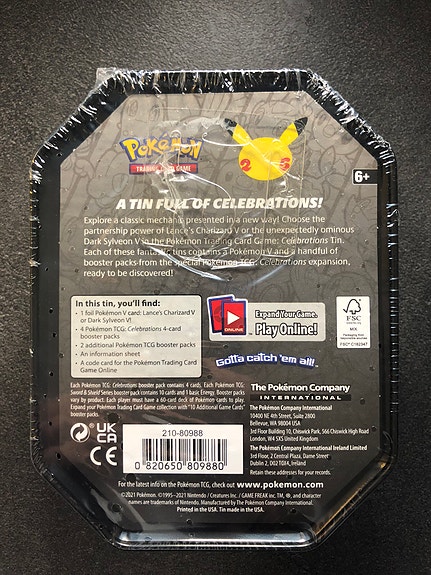 Pokémon
TRADING CARD GAME
25
6+
A TIN FULL OF CELEBRATIONS!
Explore a classic mechanic presented in a new way! Choose the
partnership power of Lance's Charizard V or the unexpectedly ominous
Dark Sylveon V in the Pokémon Trading Card Game: Celebrations Tin.
Each of these fantastic tins contains a Pokémon V and a handful of
booster packs from the special Pokémon TCG: Celebrations expansion,
ready to be discovered!
In this tin, you'll find:
• 1 foil Pokémon V card: Lance's Charizard V
or Dark Sylveon V!
• 4 Pokémon TCG: Celebrations 4-card
booster packs
• 2 additional Pokémon TCG booster packs
• An information sheet
• A code card for the Pokémon Trading Card
Game Online
ONLINE
Expand Your Game.
Play Online!
Gotta catch 'em all!
FSC
www.fsc.org
MIX
Packaging from
responsible sources
FSC® C182347
Each Pokémon TCG: Celebrations booster pack contains 4 cards. Each Pokémon TCG:
Sword & Shield Series booster pack contains 10 cards and 1 basic Energy. Booster packs
vary by product. Each player must have a 60-card deck of Pokémon cards to play.
Expand your Pokémon Trading Card Game collection with "10 Additional Game Cards"
booster packs.
The Pokémon Company
INTERNATIONAL
The Pokémon Company International
10400 NE 4th Street, Suite 2800
Bellevue, WA 98004 USA
3rd Floor Building 10, Chiswick Park, 566 Chiswick High Road
London, W4 5XS United Kingdom
The Pokémon Company International Ireland Limited
3rd Floor, 2 Central Plaza, Dame Street
Dublin 2, D02 T0F4, Ireland
Retain these addresses for your records.
UK
CA
CE
210-80988
0 820650 809880
For the latest info on the Pokémon TCG, check out www.pokemon.com
©2021 Pokémon. ©1995–2021 Nintendo / Creatures Inc. / GAME FREAK inc. TM, ®, and character
names are trademarks of Nintendo. Manufactured by The Pokémon Company International.
Printed in the USA. Tin made in the USA.